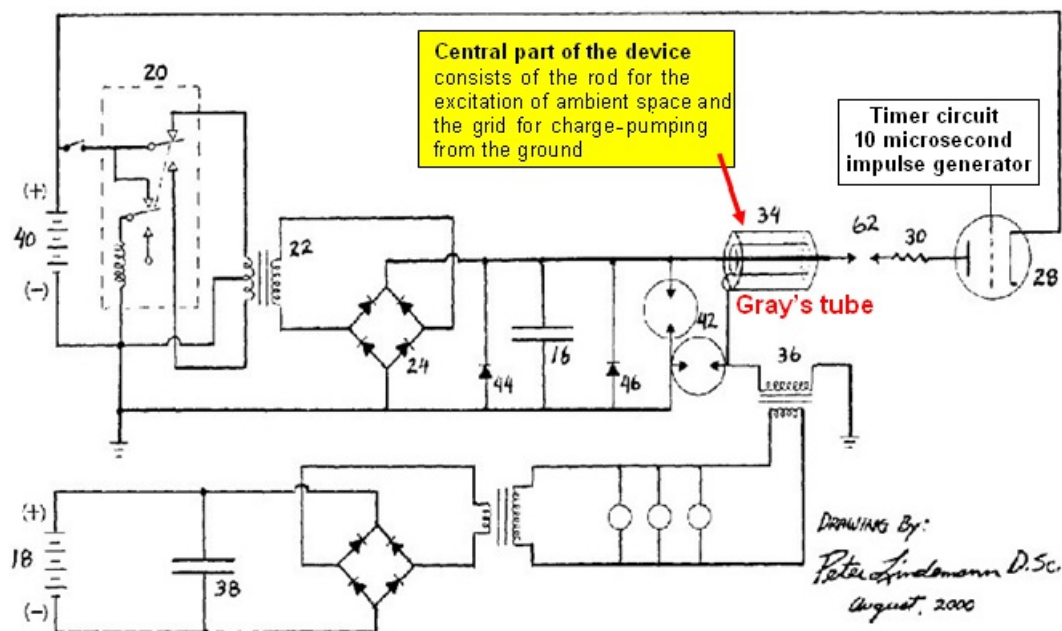 Central part of the device
consists of the rod for the
excitation of ambient space and
the grid for charge-pumping
from the ground
Timer circuit
10 microsecond
impulse generator
20
(+)
40
(-)
22
24
44
16
46
42
34
62
30
28
Gray's tube
36
(+)
18
(-)
38
DRAWING BY:
Peter Lindemann D.Sc.
August, 2000